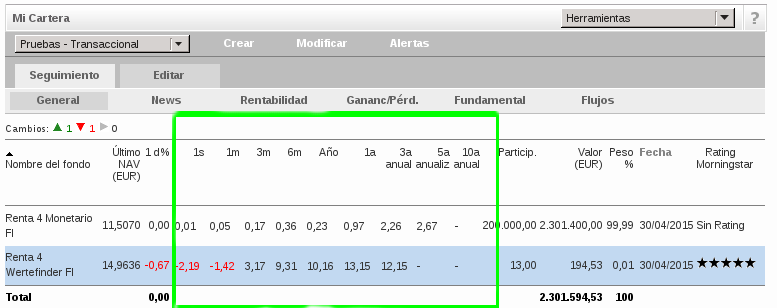 Mi Cartera Herramientas ?
Pruebas - Transaccional Crear Modificar Alertas
Seguimiento Editar
General News Rentabilidad Gananc/Pérd. Fundamental Flujos
Cambios: 1 1 0
Último 1 d% 1s 1m 3m 6m Año 1a 3a 5a 10a Particip. Valor Peso Fecha Rating
Nombre del fondo NAV anual anualiz anual (EUR) % Morningstar
(EUR)
Renta 4 Monetario 11,5070 0,00 0,01 0,05 0,17 0,36 0,23 0,97 2,26 2,67 - 200.000,00 2.301.400,00 99,99 30/04/2015 Sin Rating
FI
Renta 4 14,9636 -0,67 -2,19 -1,42 3,17 9,31 10,16 13,15 12,15 - - 13,00 194,53 0,01 30/04/2015 ★★★★★
Wertefinder FI
Total 0,00 2.301.594,53 100